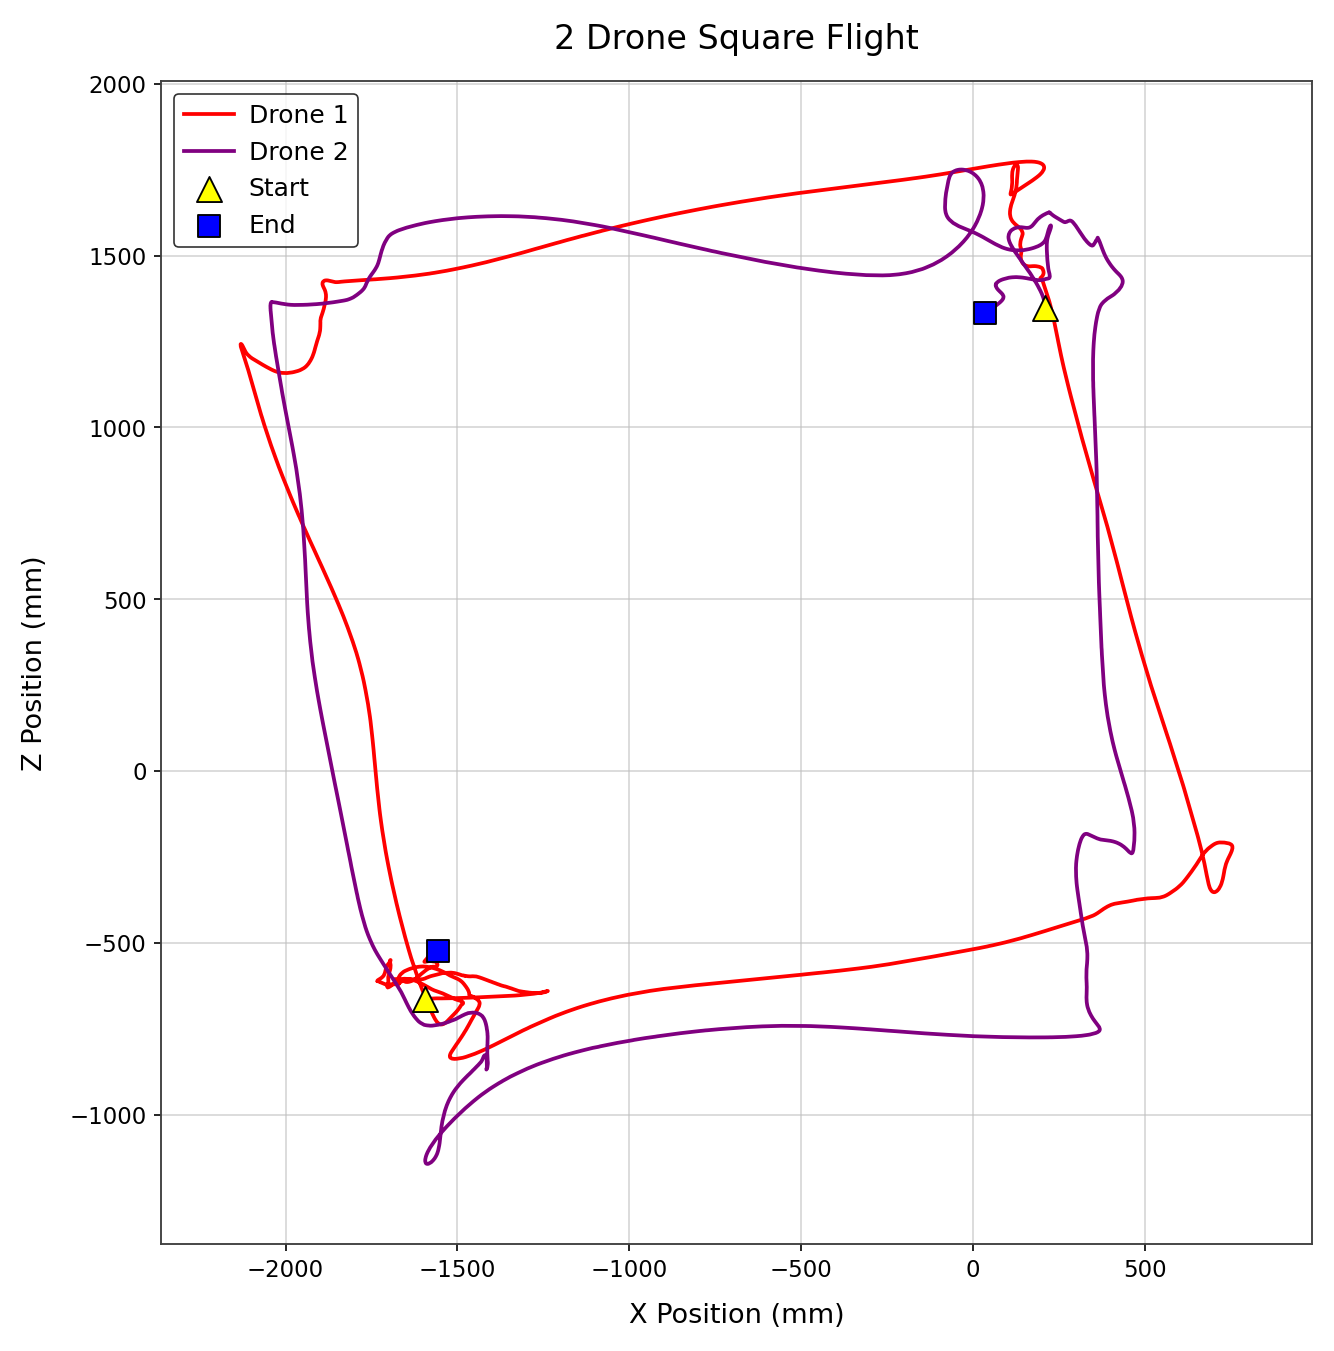 2 Drone Square Flight
Drone 1
Drone 2
Start
End
Z Position (mm)
2000
1500
1000
500
0
−500
−1000
−2000
−1500
−1000
−500
0
500
X Position (mm)